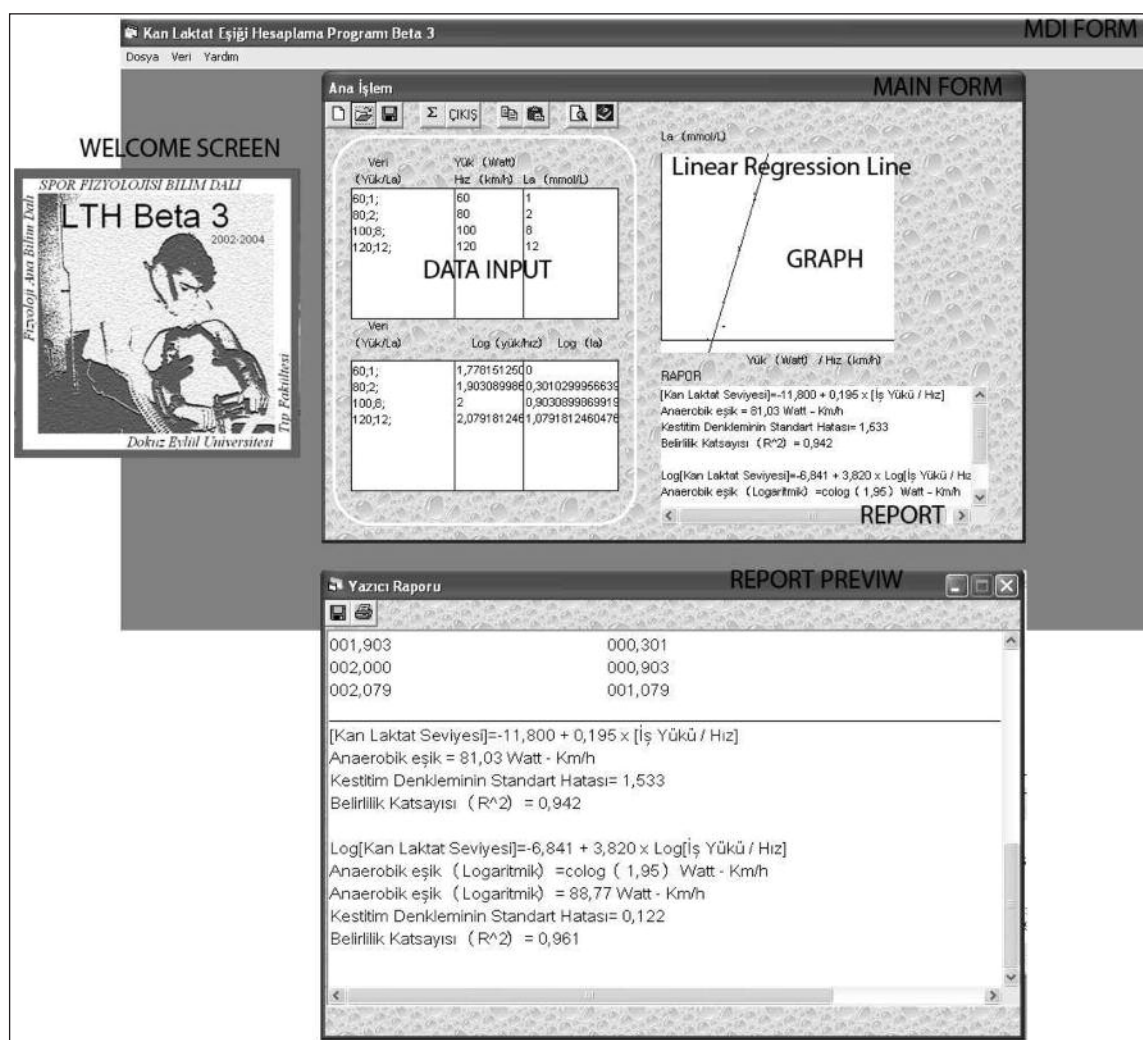 Kan Laktat Eşiği Hesaplama Programı Beta 3
MDI FORM
Dosya Veri Yardım
Ana İşlem
MAIN FORM
Σ ÇIKIŞ
WELCOME SCREEN
SPOR FIZYOLOJISI BILIM DALI
LTH Beta 3
2002-2004
Fizyoloji Ana Bilim Dalı
Tıp Fakültesi
Dokuz Eylül Üniversitesi
Veri Yük (Watt)
(Yük/La) Hız (km/h) La (mmol/L)
60;1; 60 1
80;2; 80 2
100;8; 100 8
120;12; 120 12
DATA INPUT
Veri
(Yük/La) Log (yük/hız) Log (la)
60;1; 1,778151250 0
80;2; 1,903089986 0,3010299956639
100;8; 2 0,9030899869919
120;12; 2,079181246 1,0791812460476
La (mmol/L)
Linear Regression Line
GRAPH
Yük (Watt) / Hız (km/h)
RAPOR
[Kan Laktat Seviyesi]=-11,800 + 0,195 x [İş Yükü / Hız]
Anaerobik eşik = 81,03 Watt - Km/h
Kestitim Denkleminin Standart Hatası= 1,533
Belirlilik Katsayısı (R^2) = 0,942
Log[Kan Laktat Seviyesi]=-6,841 + 3,820 x Log[İş Yükü / Hız
Anaerobik eşik (Logaritmik) =colog ( 1,95) Watt - Km/h
REPORT
Yazıcı Raporu
REPORT PREVIW
001,903 000,301
002,000 000,903
002,079 001,079
[Kan Laktat Seviyesi]=-11,800 + 0,195 x [İş Yükü / Hız]
Anaerobik eşik = 81,03 Watt - Km/h
Kestitim Denkleminin Standart Hatası= 1,533
Belirlilik Katsayısı (R^2) = 0,942
Log[Kan Laktat Seviyesi]=-6,841 + 3,820 x Log[İş Yükü / Hız]
Anaerobik eşik (Logaritmik) =colog ( 1,95) Watt - Km/h
Anaerobik eşik (Logaritmik) = 88,77 Watt - Km/h
Kestitim Denkleminin Standart Hatası= 0,122
Belirlilik Katsayısı (R^2) = 0,961